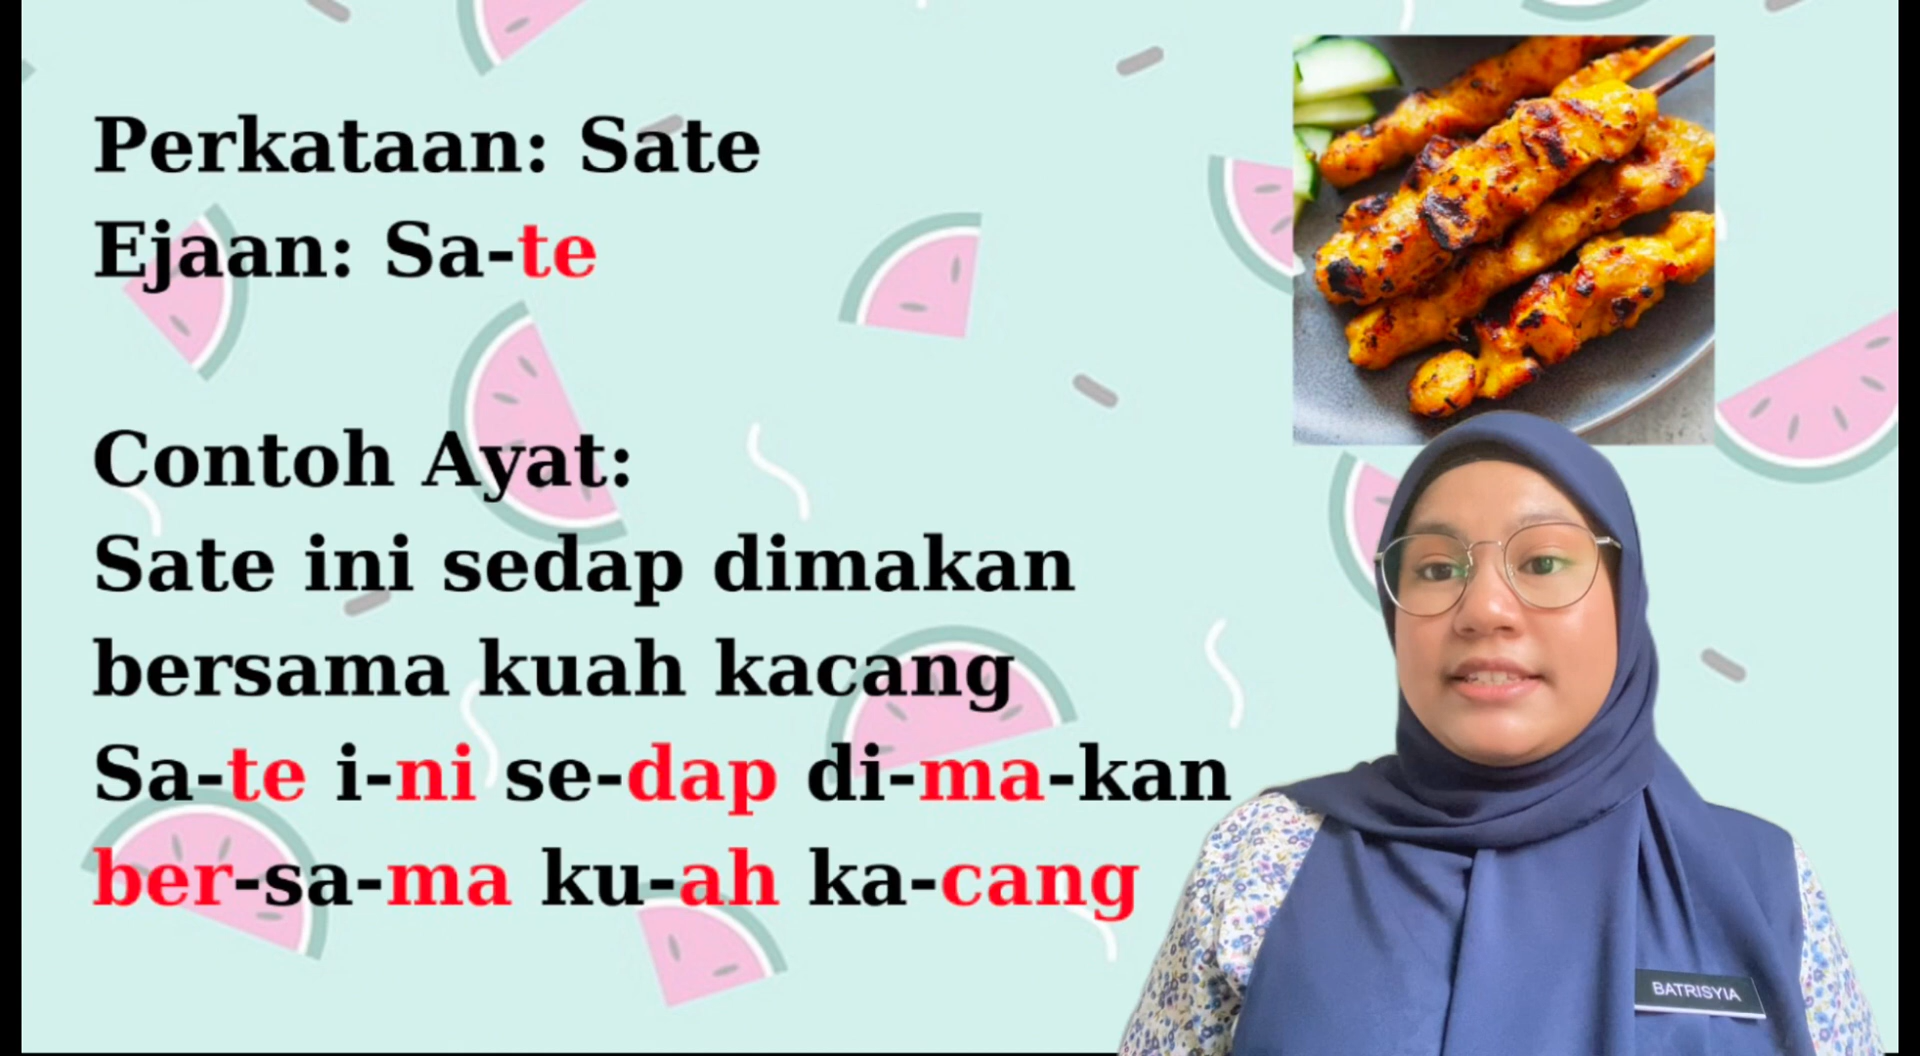 Perkataan: Sate
Ejaan: Sa-te
Contoh Ayat:
Sate ini sedap dimakan
bersama kuah kacang
Sa-te i-ni se-dap di-ma-kan
ber-sa-ma ku-ah ka-cang
BATRISYIA